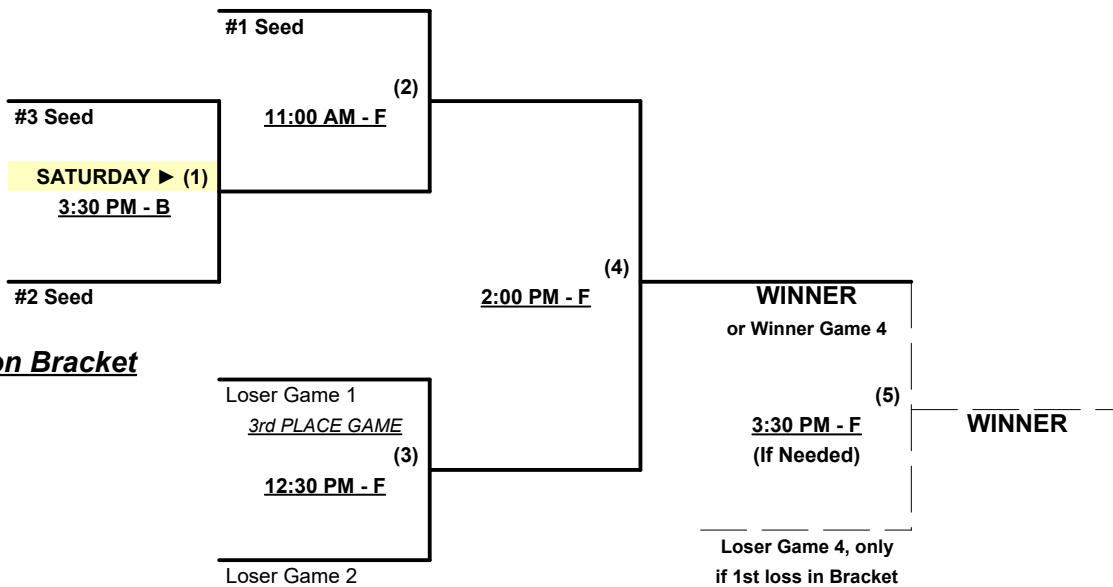 #1 Seed
(2)
11:00 AM - F
#3 Seed
SATURDAY ► (1)
3:30 PM - B
#2 Seed
(4)
2:00 PM - F
WINNER
or Winner Game 4
Bracket
Loser Game 1
3rd PLACE GAME
(3)
12:30 PM - F
Loser Game 2
(5)
3:30 PM - F
(If Needed)
WINNER
Loser Game 4, only
if 1st loss in Bracket